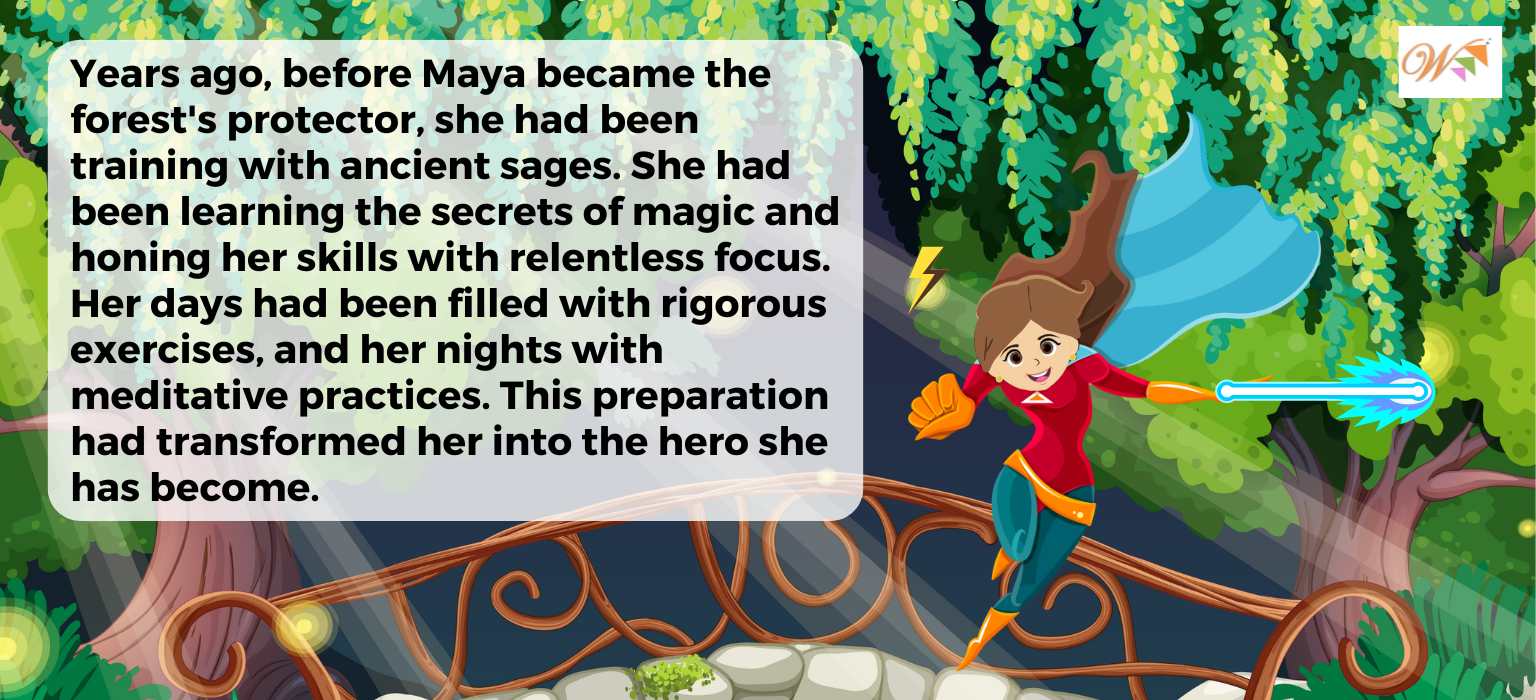 Years ago, before Maya became the
forest's protector, she had been
training with ancient sages. She had
been learning the secrets of magic and
honing her skills with relentless focus.
Her days had been filled with rigorous
exercises, and her nights with
meditative practices. This preparation
had transformed her into the hero she
has become.
W